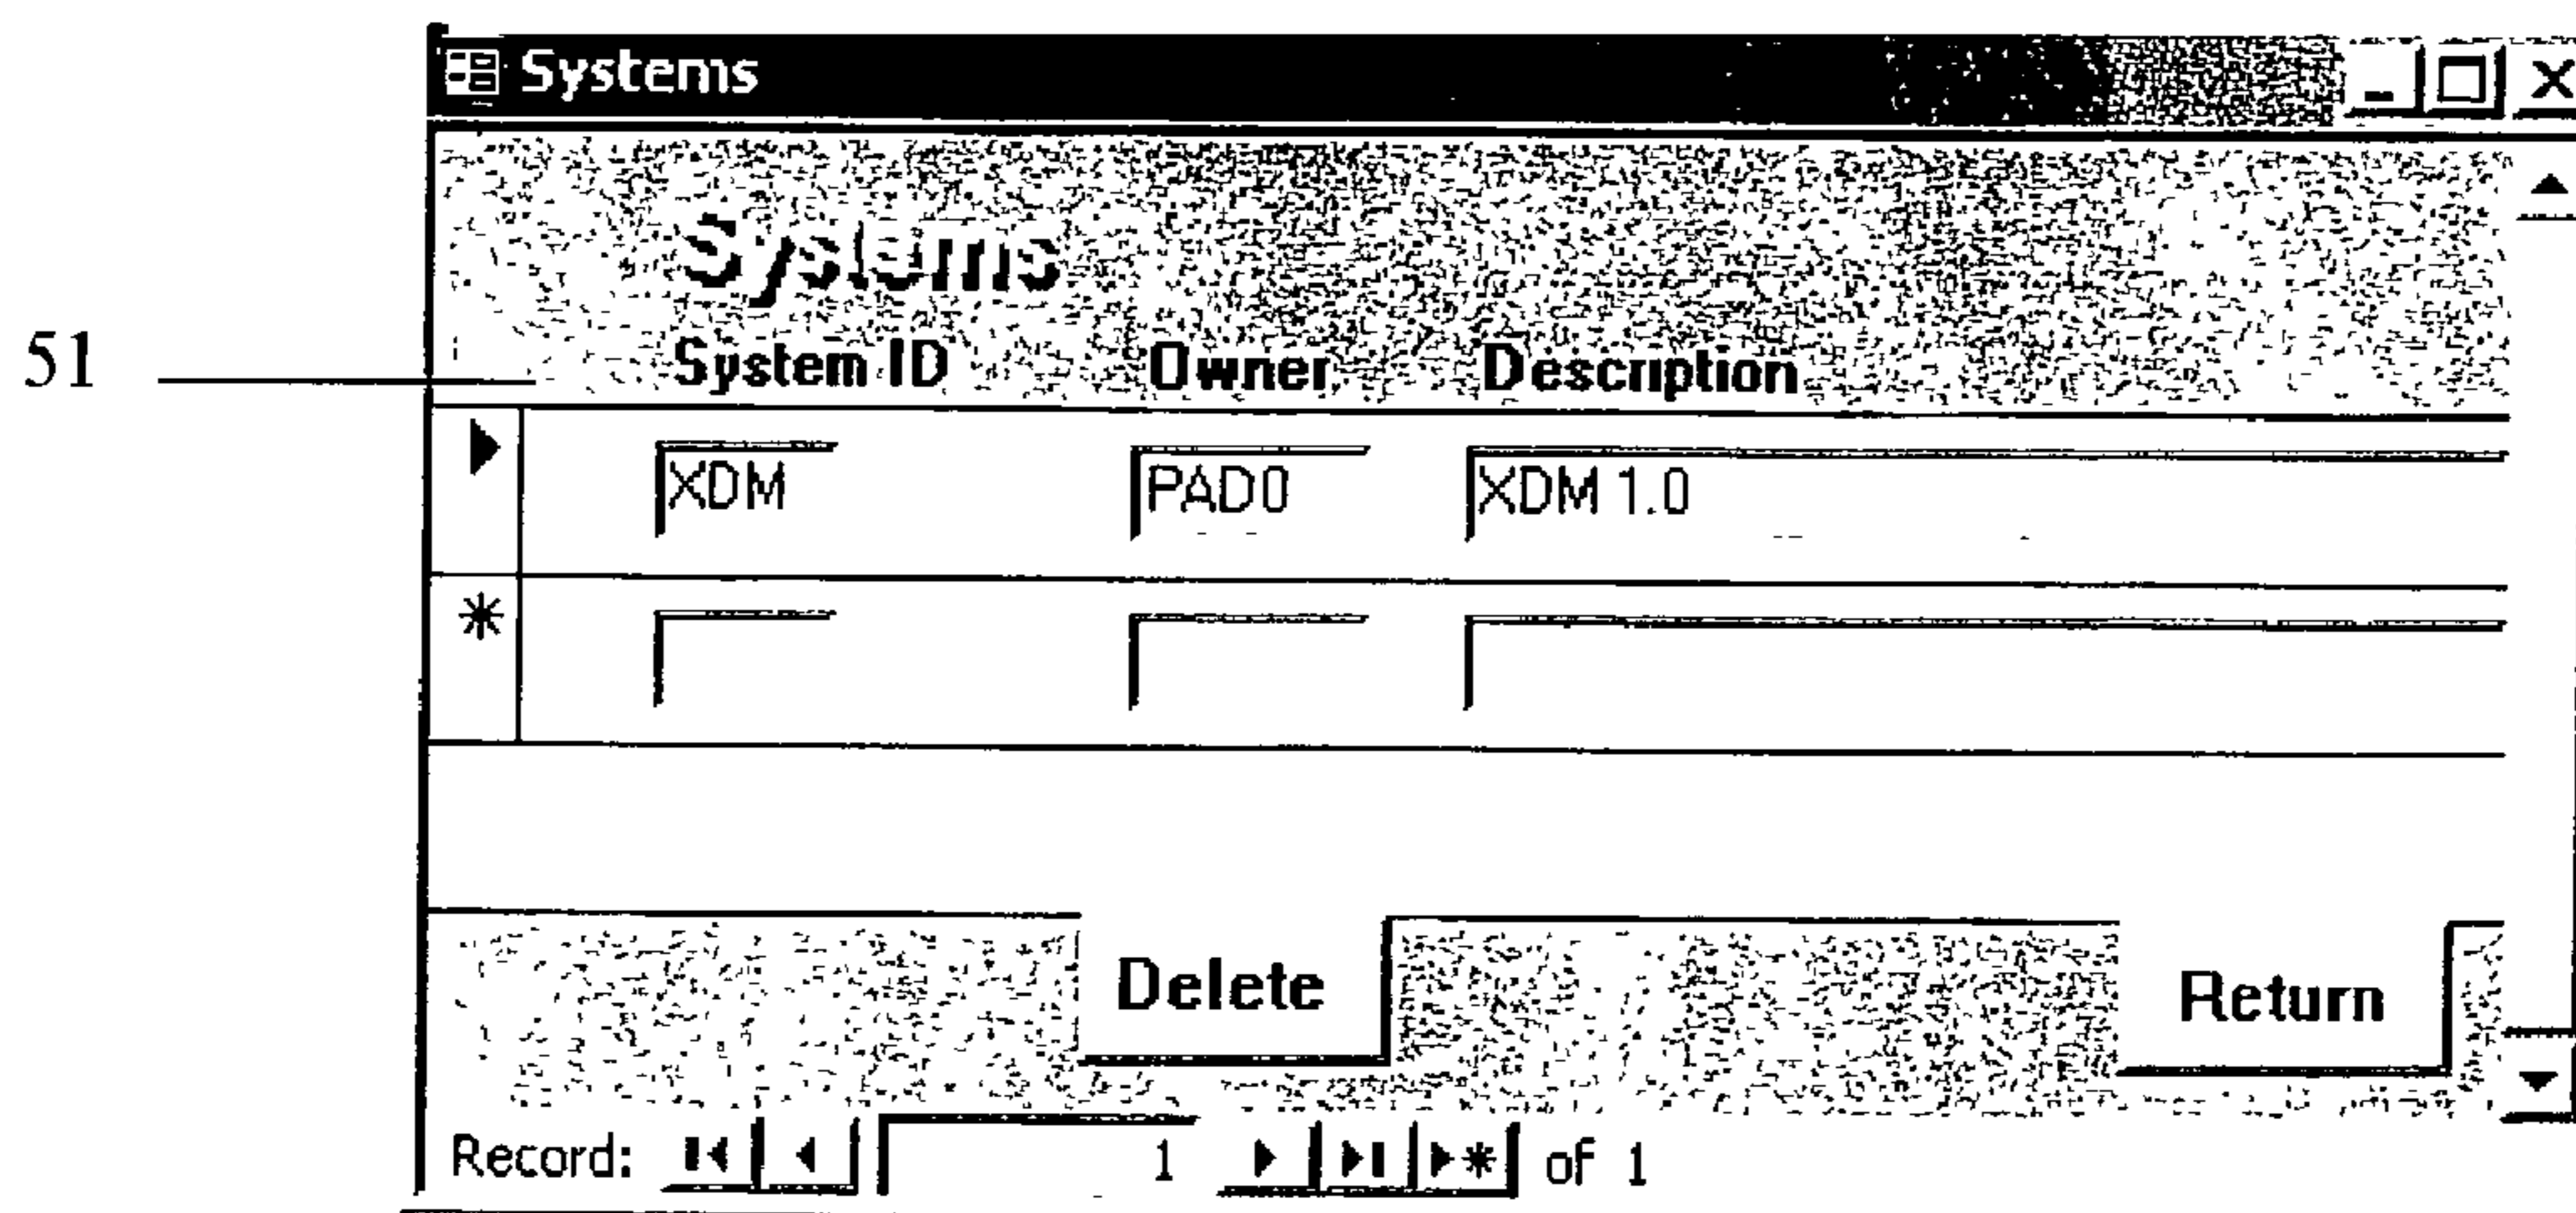 Systems
Systems
51
System ID Owner Description
XDM PAD0 XDM 1.0
Delete
Return
Record: 1 of 1